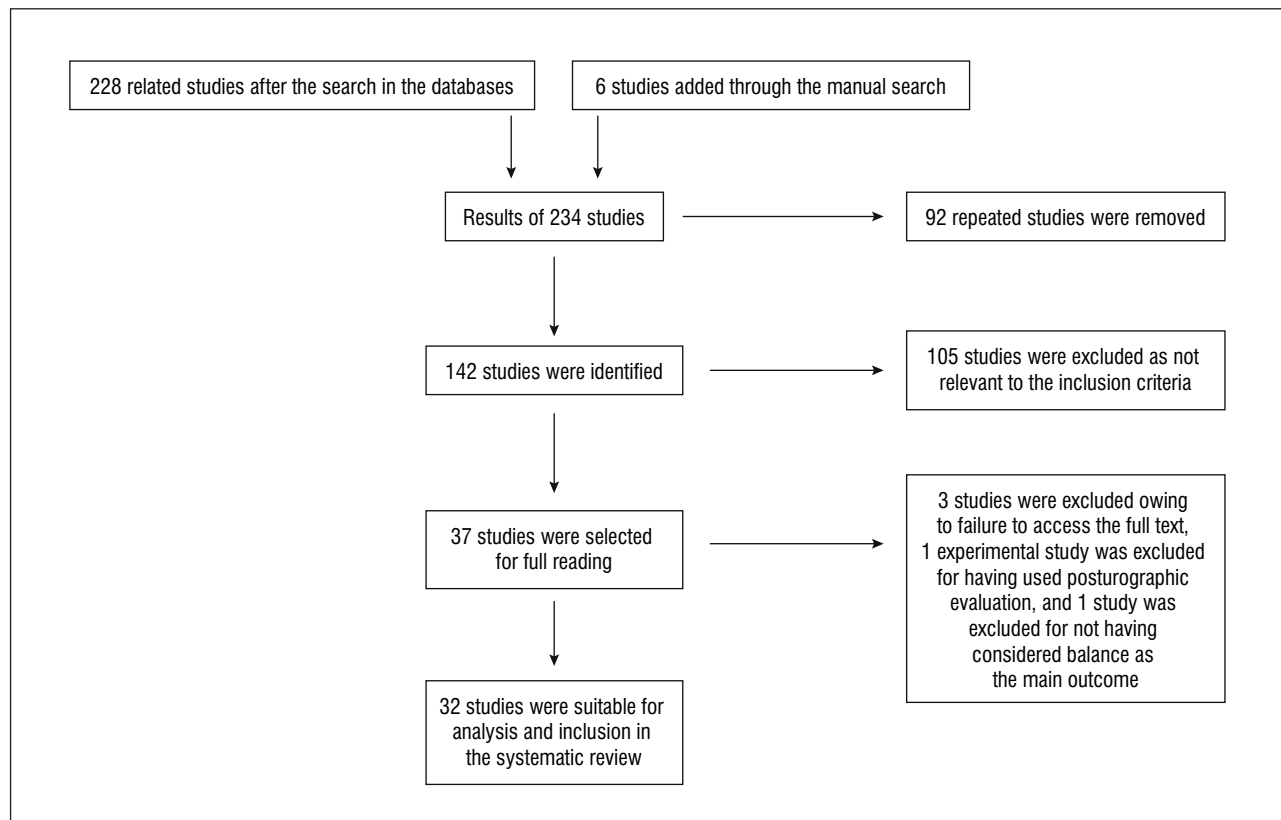 228 related studies after the search in the databases
6 studies added through the manual search
Results of 234 studies
92 repeated studies were removed
142 studies were identified
105 studies were excluded as not
relevant to the inclusion criteria
37 studies were selected
for full reading
3 studies were excluded owing
to failure to access the full text,
1 experimental study was excluded
for having used posturographic
evaluation, and 1 study was
excluded for not having
considered balance as
the main outcome
32 studies were suitable for
analysis and inclusion in
the systematic review